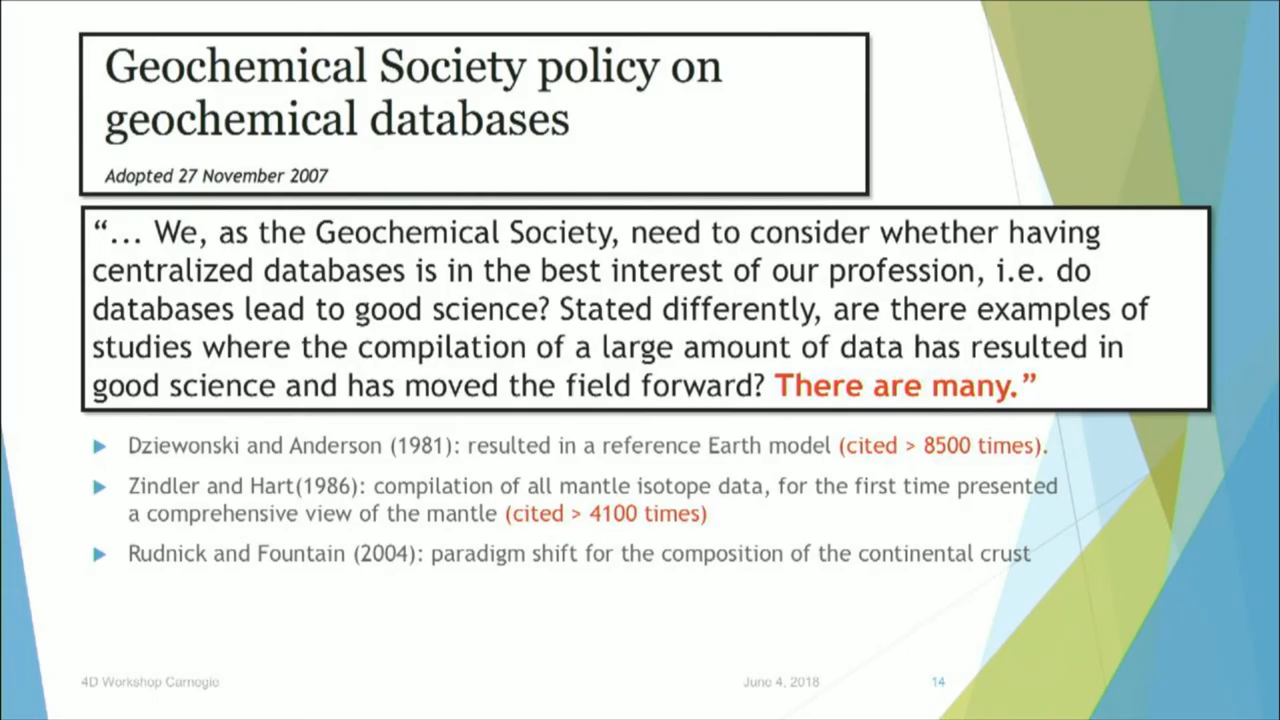 Geochemical Society policy on
geochemical databases
Adopted 27 November 2007
“... We, as the Geochemical Society, need to consider whether having
centralized databases is in the best interest of our profession, i.e. do
databases lead to good science? Stated differently, are there examples of
studies where the compilation of a large amount of data has resulted in
good science and has moved the field forward? There are many.”
Dziewonski and Anderson (1981): resulted in a reference Earth model (cited > 8500 times).
Zindler and Hart(1986): compilation of all mantle isotope data, for the first time presented
a comprehensive view of the mantle (cited > 4100 times)
Rudnick and Fountain (2004): paradigm shift for the composition of the continental crust
4D Workshop Carnegie June 4, 2018 14